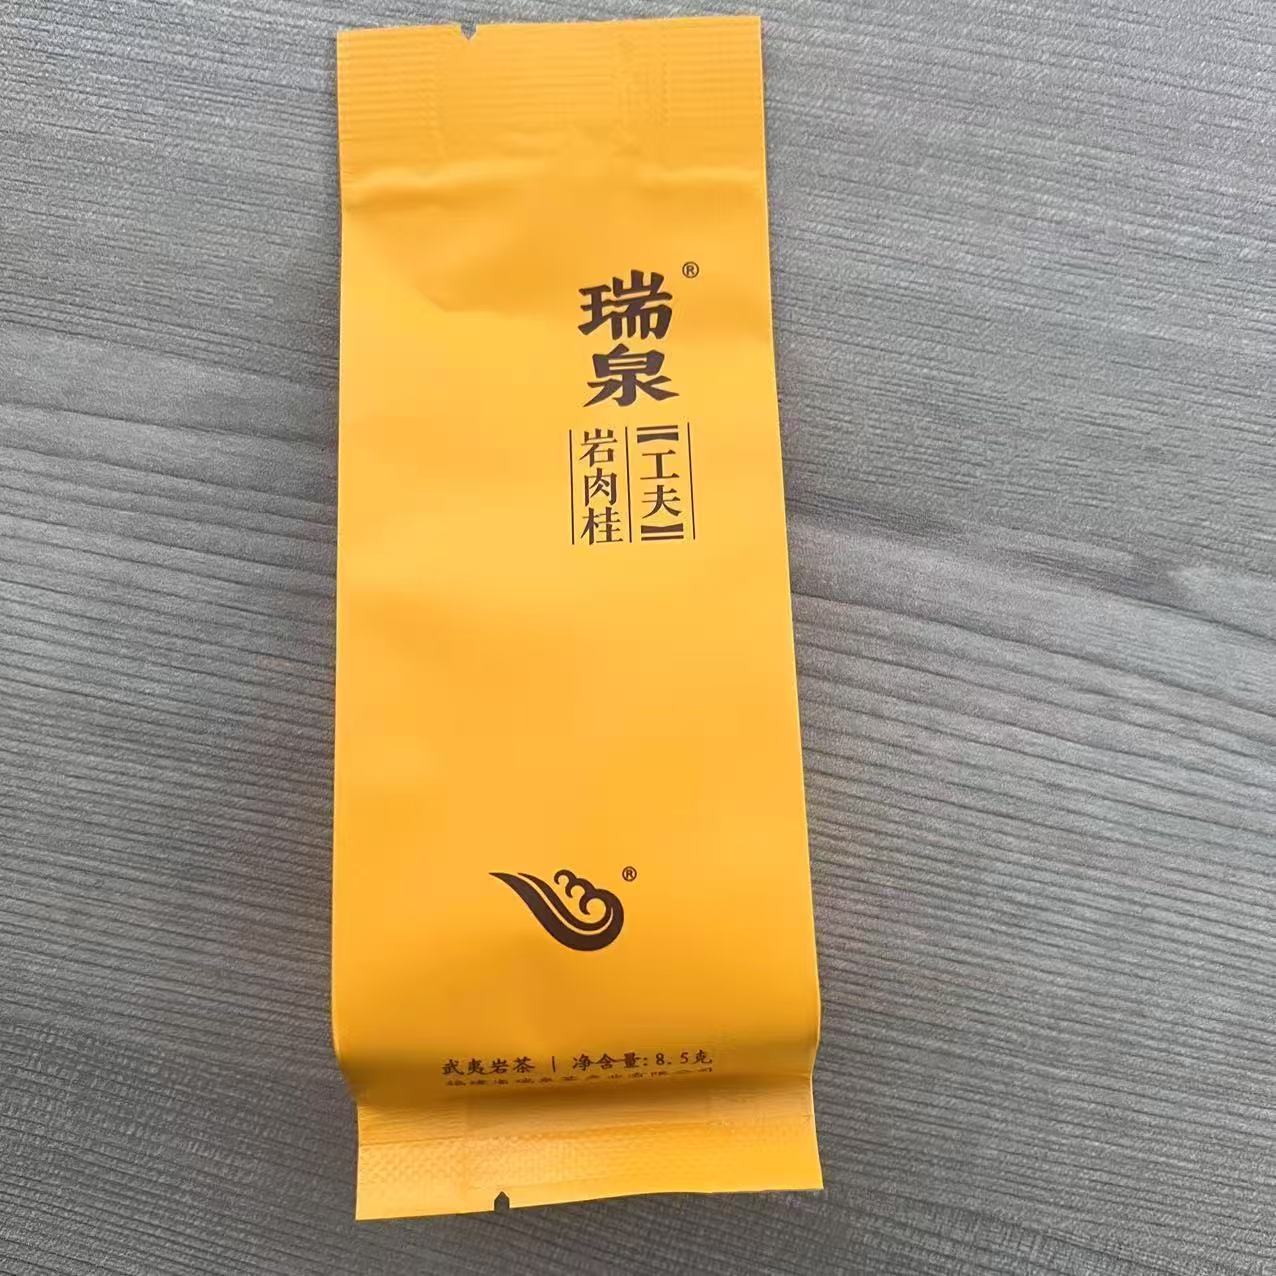 瑞泉®
【工夫】
岩肉桂
®
武夷岩茶 | 净含量: 8.5克